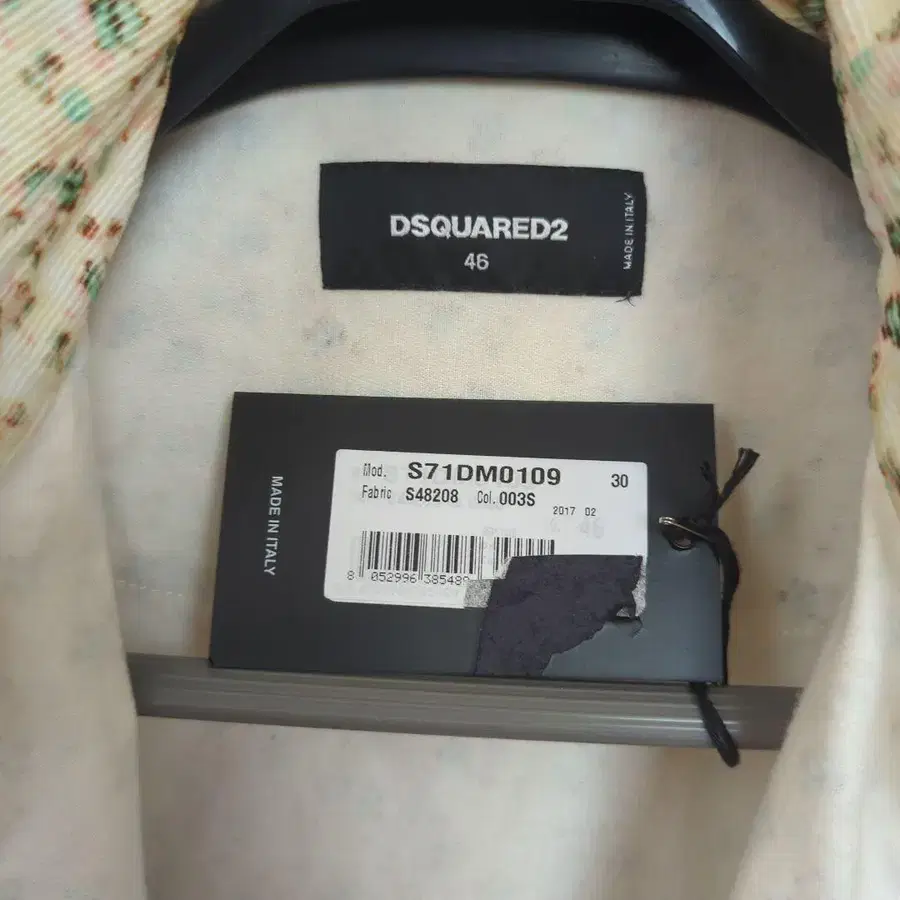 DSQUARED2
46
MADE IN ITALY
MADE IN ITALY
Mod. S71DM0109 30
Fabric S48208 Col. 003S
2017 02
46
8 052996 385489